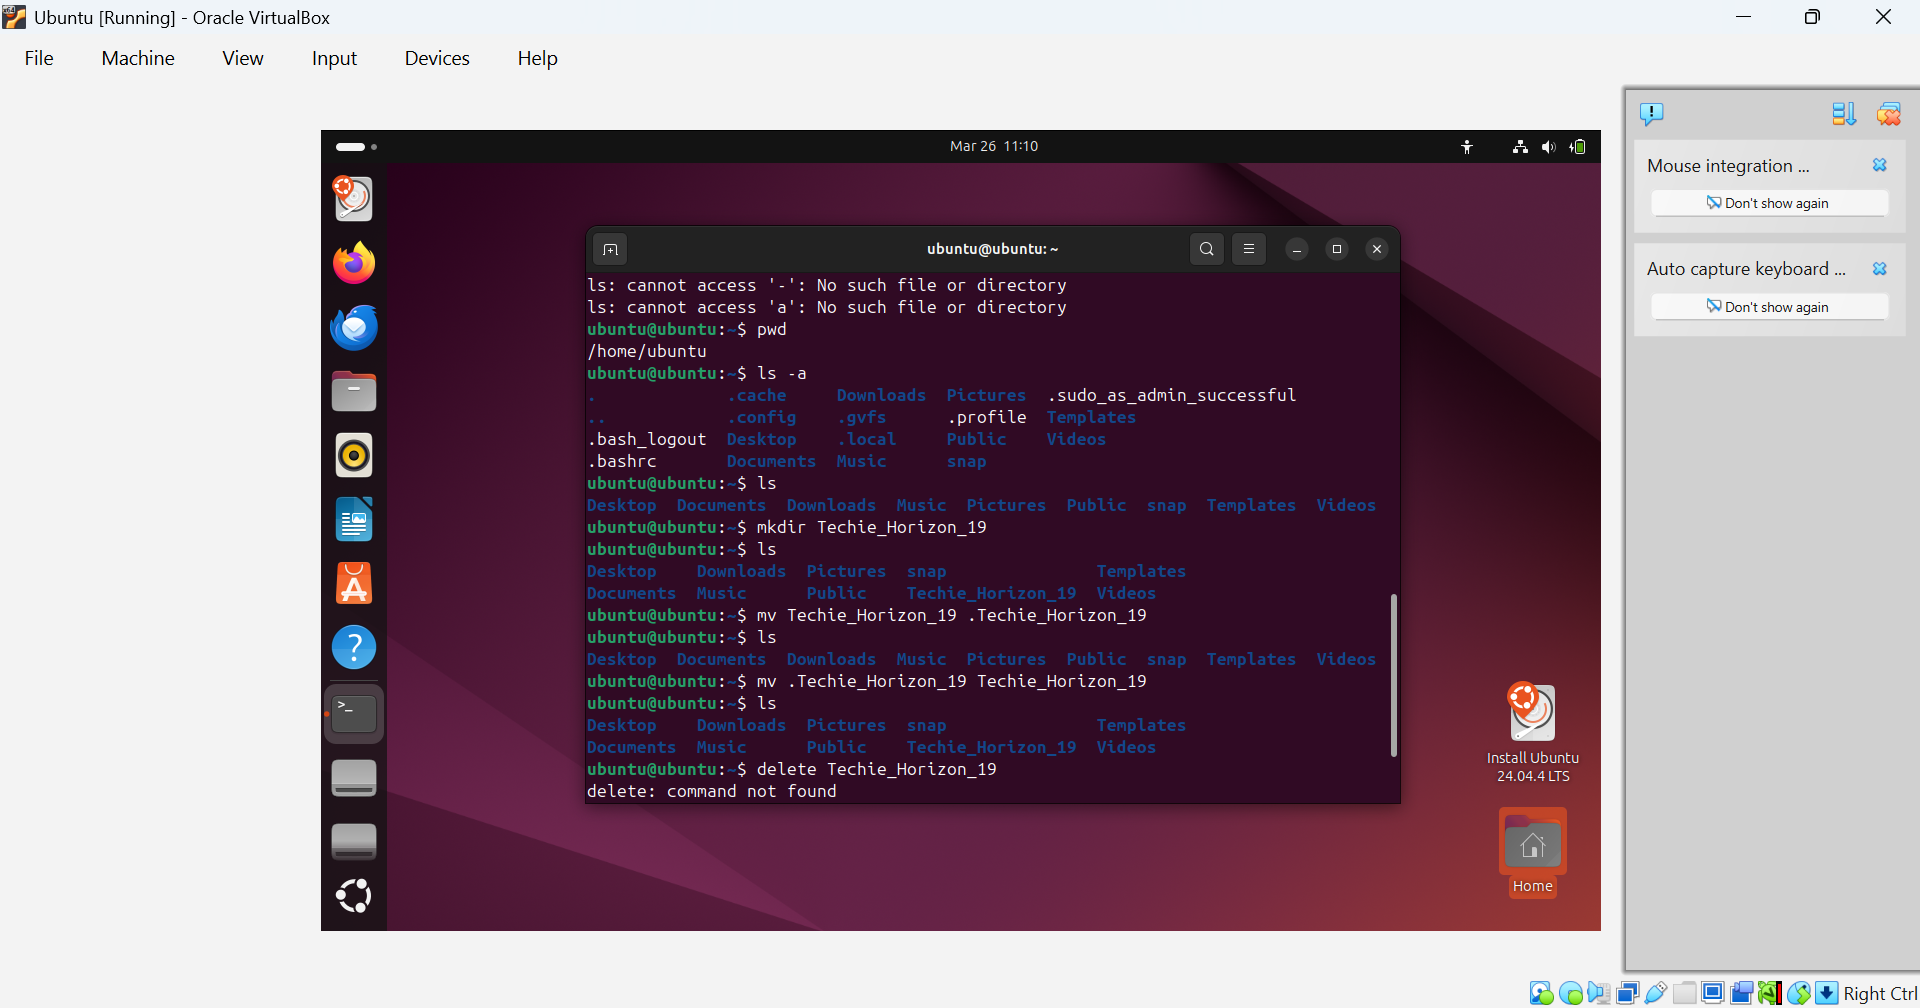 Ubuntu [Running] - Oracle VirtualBox
File Machine View Input Devices Help
Mar 26 11:10
ubuntu@ubuntu: ~
ls: cannot access '-': No such file or directory
ls: cannot access 'a': No such file or directory
ubuntu@ubuntu:~$ pwd
/home/ubuntu
ubuntu@ubuntu:~$ ls -a
. .cache Downloads Pictures .sudo_as_admin_successful
.. .config .gvfs .profile Templates
.bash_logout Desktop .local Public Videos
.bashrc Documents Music snap
ubuntu@ubuntu:~$ ls
Desktop Documents Downloads Music Pictures Public snap Templates Videos
ubuntu@ubuntu:~$ mkdir Techie_Horizon_19
ubuntu@ubuntu:~$ ls
Desktop Downloads Pictures snap Templates
Documents Music Public Techie_Horizon_19 Videos
ubuntu@ubuntu:~$ mv Techie_Horizon_19 .Techie_Horizon_19
ubuntu@ubuntu:~$ ls
Desktop Documents Downloads Music Pictures Public snap Templates Videos
ubuntu@ubuntu:~$ mv .Techie_Horizon_19 Techie_Horizon_19
ubuntu@ubuntu:~$ ls
Desktop Downloads Pictures snap Templates
Documents Music Public Techie_Horizon_19 Videos
ubuntu@ubuntu:~$ delete Techie_Horizon_19
delete: command not found
Install Ubuntu
24.04.4 LTS
Home
Mouse integration ...
Don't show again
Auto capture keyboard ...
Don't show again
Right Ctrl